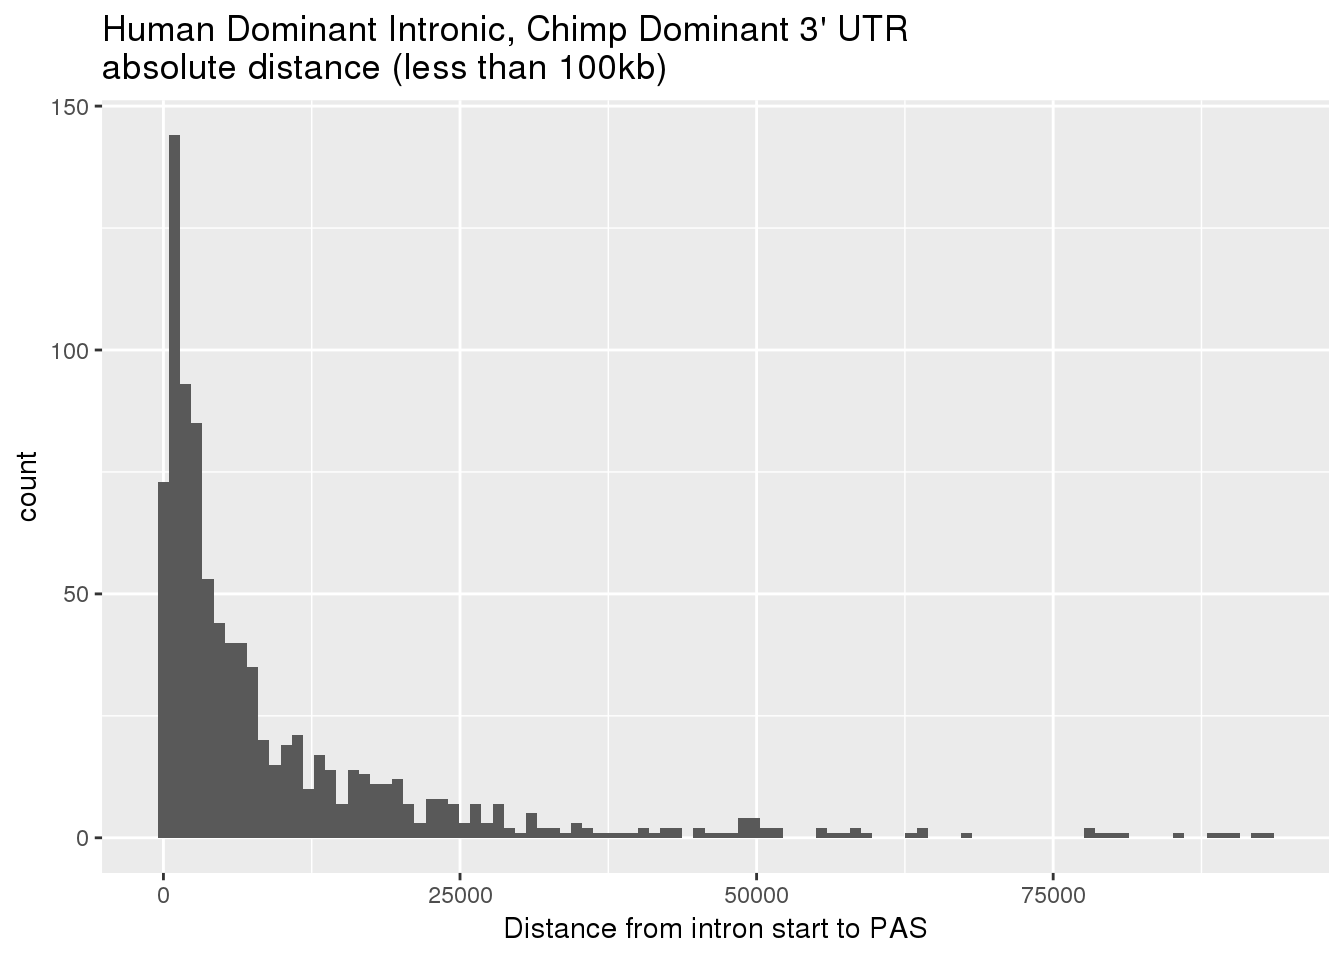 Human Dominant Intronic, Chimp Dominant 3' UTR
absolute distance (less than 100kb)
150
100
50
0
count
0 25000 50000 75000
Distance from intron start to PAS